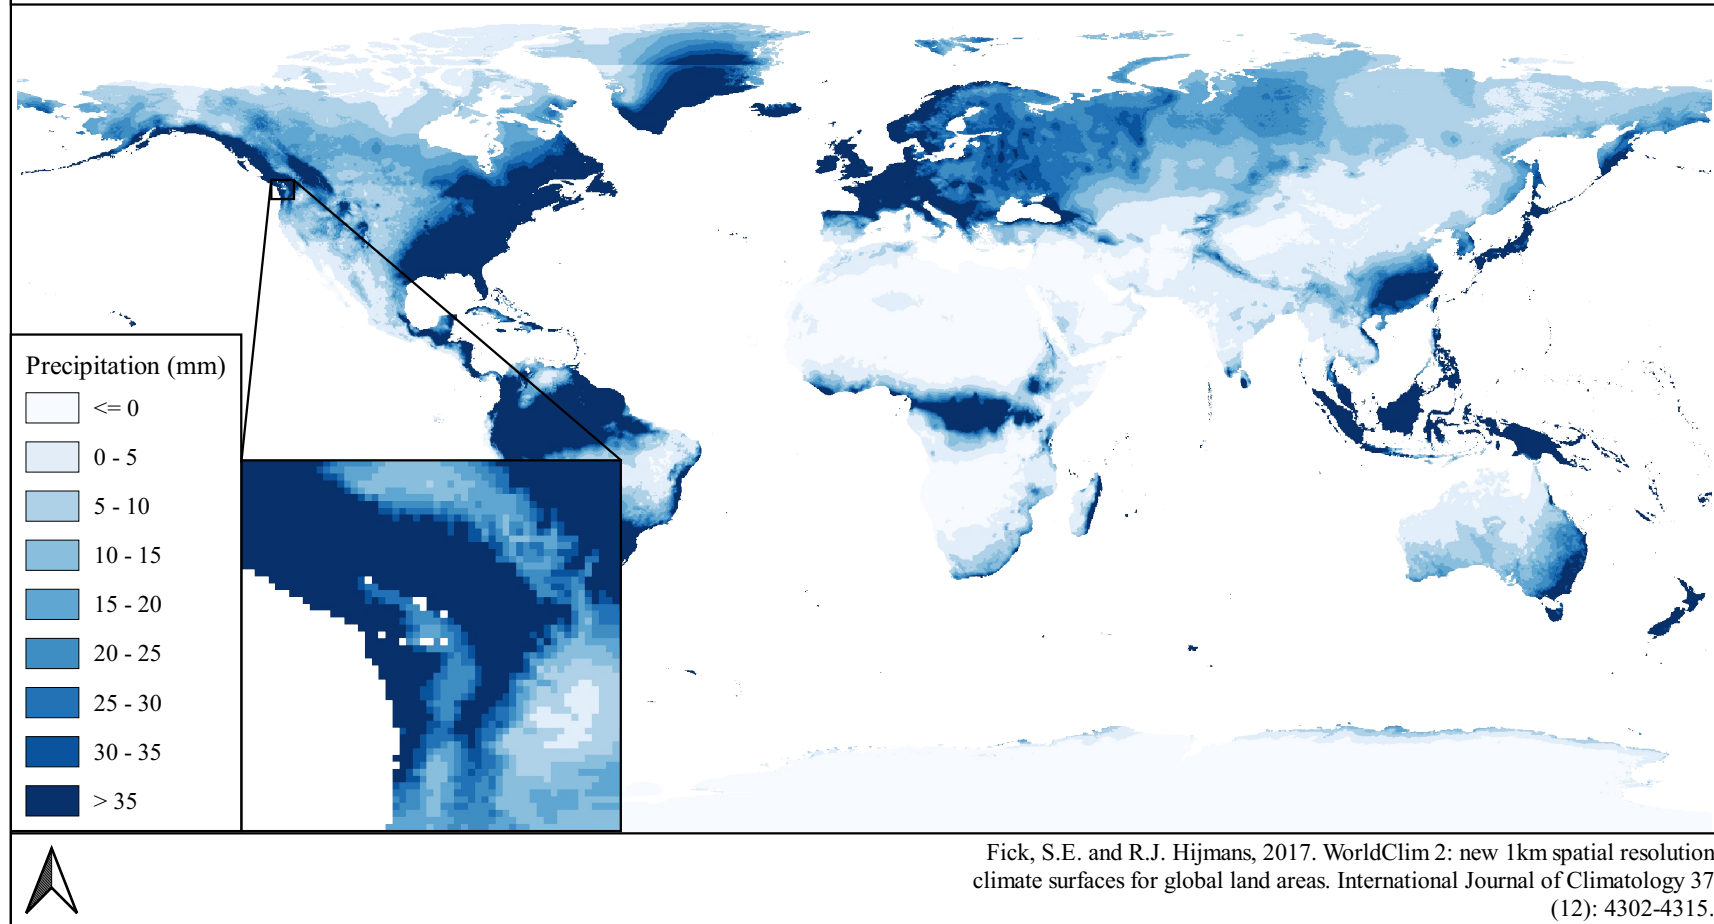 Precipitation (mm)
<= 0
0 - 5
5 - 10
10 - 15
15 - 20
20 - 25
25 - 30
30 - 35
> 35
Fick, S.E. and R.J. Hijmans, 2017. WorldClim 2: new 1km spatial resolution
climate surfaces for global land areas. International Journal of Climatology 37
(12): 4302-4315.